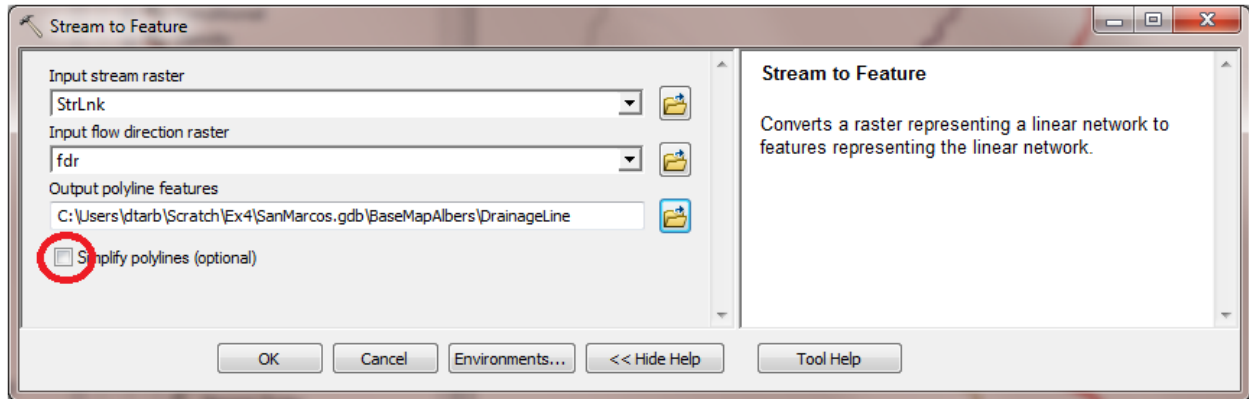 Stream to Feature
Input stream raster
StrLnk
Input flow direction raster
fdr
Output polyline features
C:\Users\dtarb\Scratch\Ex4\SanMarcos.gdb\BaseMapAlbers\DrainageLine
Simplify polylines (optional)
Stream to Feature
Converts a raster representing a linear network to
features representing the linear network.
OK
Cancel
Environments...
<< Hide Help
Tool Help